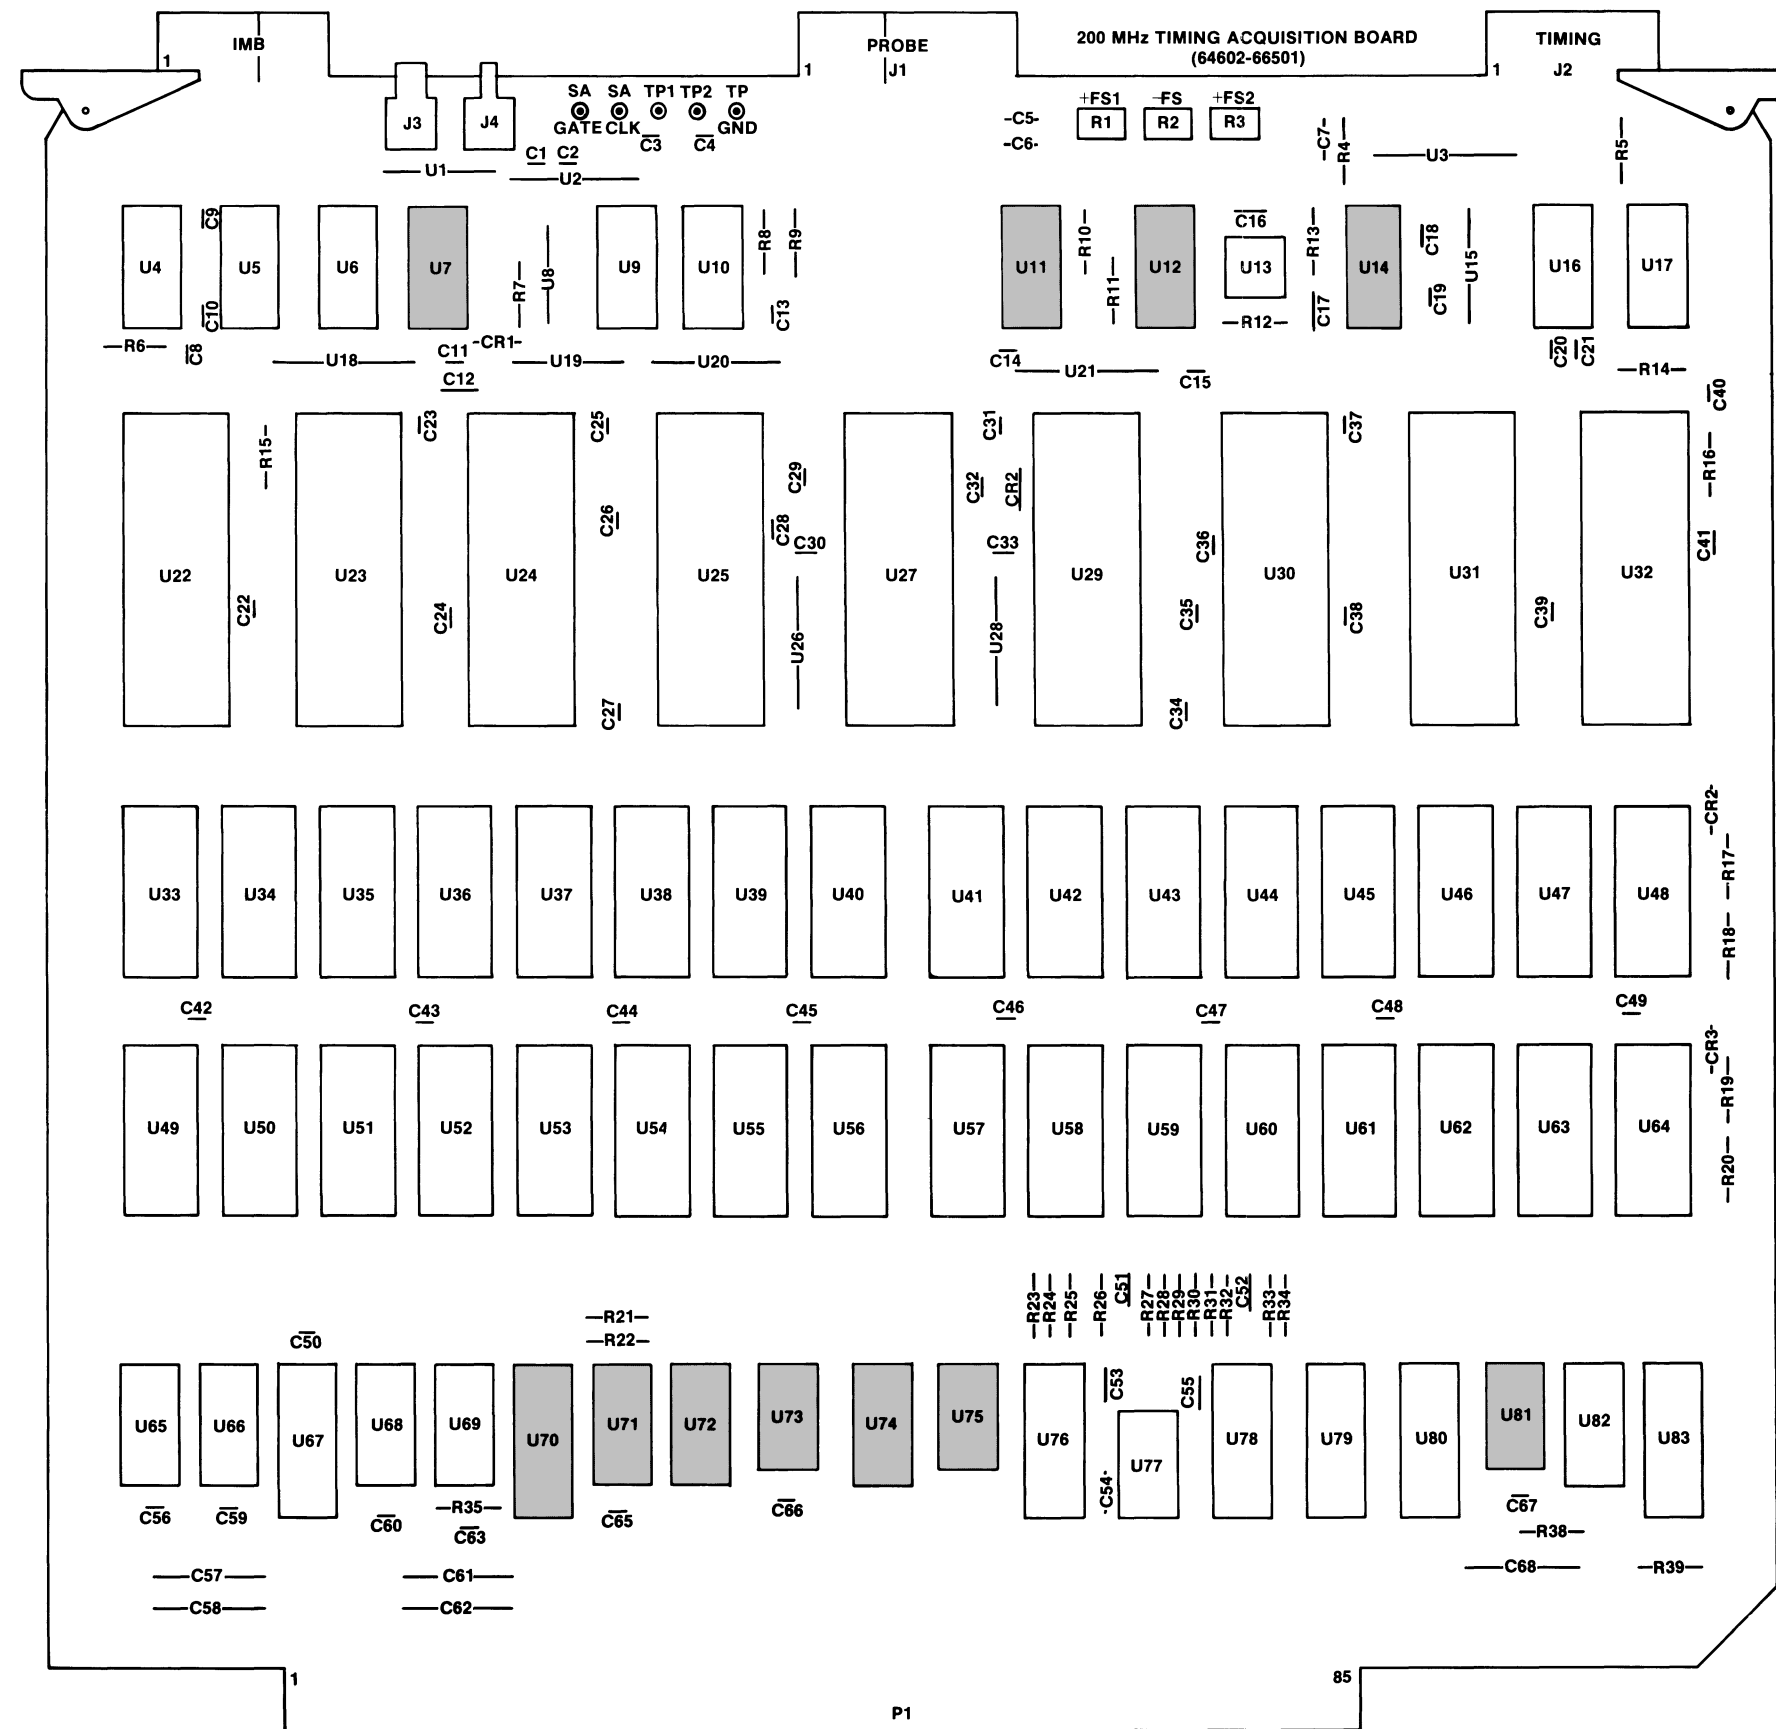 IMB
PROBE
200 MHz TIMING ACQUISITION BOARD
(64602-66501)
TIMING
1
1
J1
1
J2
SA SA TP1 TP2 TP
GATE CLK GND
J3 J4
C3 C4
C5
C6
+FS1 -FS +FS2
R1 R2 R3
C7
R4
U3
R5
C1 C2
U1
U2
U4 C9 C10 U5 U6 U7 R7 U8 U9 U10 R8 R9 C13
U11 R10 R11 U12 C16 U13 R12 R13 C17 U14 C18 C19 U15 U16 U17
R6 C8 U18 C11 CR1 U19 U20
C12
C14 U21 C15
C20 C21 R14
C40
U22 R15 C22 U23 C23 C24 U24 C25 C26 C27 U25 C29 C28 C30 U26
U27 C31 C32 CR2 C33 U28 U29 C36 C35 C34 U30 C37 C38 U31 C39 U32 R16 C41
CR2
R17
R18
U33 U34 U35 U36 U37 U38 U39 U40 U41 U42 U43 U44 U45 U46 U47 U48
C42 C43 C44 C45 C46 C47 C48 C49
CR3
R19
R20
U49 U50 U51 U52 U53 U54 U55 U56 U57 U58 U59 U60 U61 U62 U63 U64
R23 R24 R25 R26 C51 R27 R28 R29 R30 R31 R32 C52 R33 R34
R21
R22
C50
U65 U66 U67 U68 U69 U70 U71 U72 U73 U74 U75 U76 C53 C54 U77 C55 U78 U79 U80 U81 U82 U83
C56 C59 C60 R35 C63 C65 C66 C67
R38
C57 C61 C68 R39
C58 C62
1 85
P1